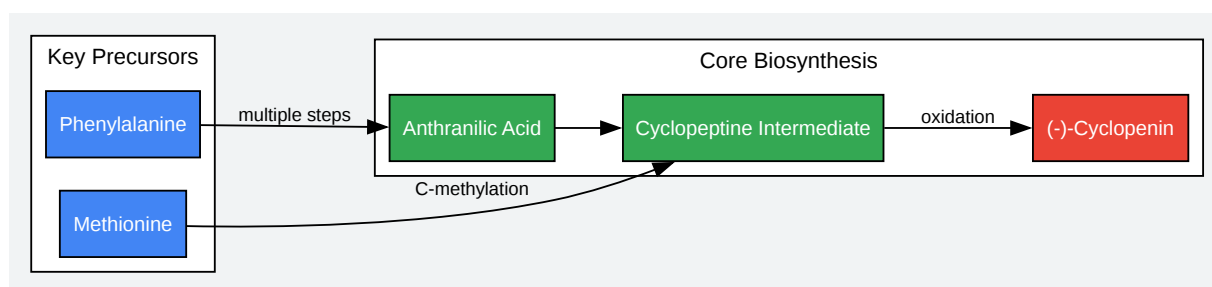 Key Precursors
Core Biosynthesis
Phenylalanine
multiple steps
Anthranilic Acid
Cyclopeptine Intermediate
oxidation
(-)-Cyclopenin
C-methylation
Methionine